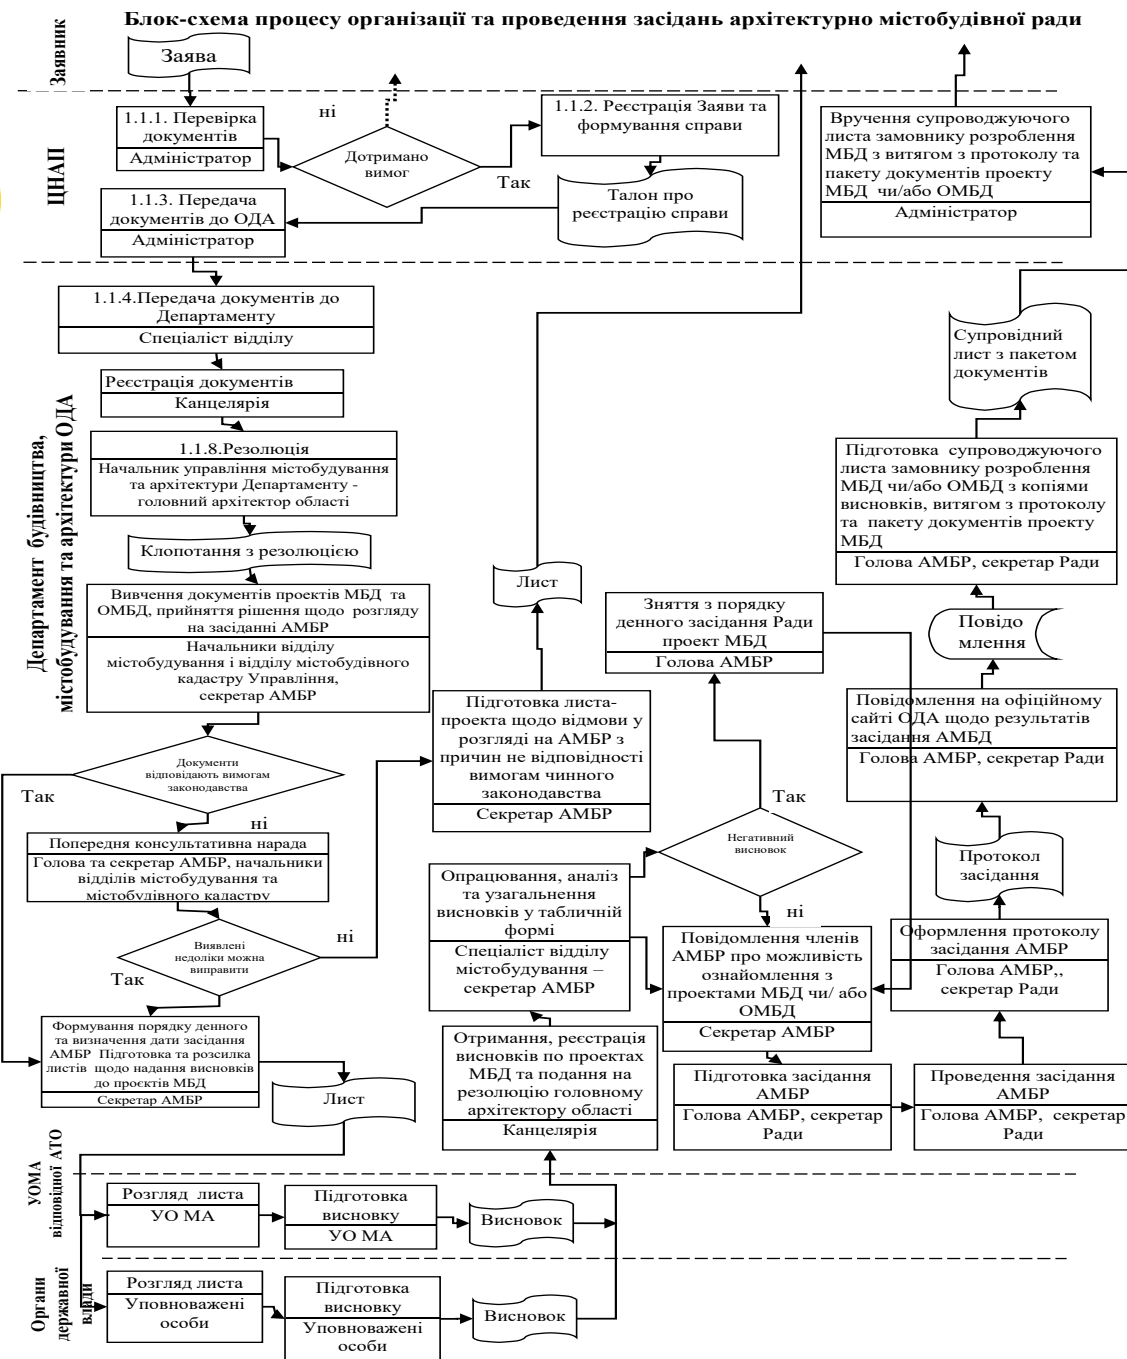 Блок-схема процесу організації та проведення засідань архітектурно містобудівної ради
Заявник
Заява
ЦНАП
1.1.1. Перевірка
документів
Адміністратор
ні
Дотримано
вимог
Так
1.1.2. Реєстрація Заяви та
формування справи
Талон про
реєстрацію справи
1.1.3. Передача
документів до ОДА
Адміністратор
Вручення супроводжуючого
листа замовнику розроблення
МБД з витягом з протоколу та
пакету документів проекту
МБД чи/або ОМБД
Адміністратор
Департамент будівництва,
містобудування та архітектури ОДА
1.1.4.Передача документів до
Департаменту
Спеціаліст відділу
Реєстрація документів
Канцелярія
1.1.8.Резолюція
Начальник управління містобудування
та архітектури Департаменту -
головний архітектор області
Клопотання з резолюцією
Вивчення документів проектів МБД та
ОМБД, прийняття рішення щодо розгляду
на засіданні АМБР
Начальники відділу
містобудування і відділу містобудівного
кадастру Управління,
секретар АМБР
Документи
відповідають вимогам
законодавства
Так
ні
Попередня консультативна нарада
Голова та секретар АМБР, начальники
відділів містобудування та
містобудівного кадастру
Виявлені
недоліки можна
виправити
ні
Так
Формування порядку денного
та визначення дати засідання
АМБР Підготовка та розсилка
листів щодо надання висновків
до проєктів МБД
Секретар АМБР
Лист
Лист
Підготовка листа-
проекта щодо відмови у
розгляді на АМБР з
причин не відповідності
вимогам чинного
законодавства
Секретар АМБР
Опрацювання, аналіз
та узагальнення
висновків у табличній
формі
Спеціаліст відділу
містобудування –
секретар АМБР
Отримання, реєстрація
висновків по проектах
МБД та подання на
резолюцію головному
архітектору області
Канцелярія
Зняття з порядку
денного засідання Ради
проект МБД
Голова АМБР
Так
Негативний
висновок
ні
Повідомлення членів
АМБР про можливість
ознайомлення з
проектами МБД чи/ або
ОМБД
Секретар АМБР
Підготовка засідання
АМБР
Голова АМБР, секретар
Ради
Проведення засідання
АМБР
Голова АМБР, секретар
Ради
Оформлення протоколу
засідання АМБР
Голова АМБР,,
секретар Ради
Протокол
засідання
Повідомлення на офіційному
сайті ОДА щодо результатів
засідання АМБД
Голова АМБР, секретар Ради
Повідо
млення
Підготовка супроводжуючого
листа замовнику розроблення
МБД чи/або ОМБД з копіями
висновків, витягом з протоколу
та пакету документів проекту
МБД
Голова АМБР, секретар Ради
Супровідний
лист з пакетом
документів
УОМА
відповідної АТО
Розгляд листа
УО МА
Підготовка
висновку
УО МА
Висновок
Органи
державної
влади
Розгляд листа
Уповноважені
особи
Підготовка
висновку
Уповноважені
особи
Висновок